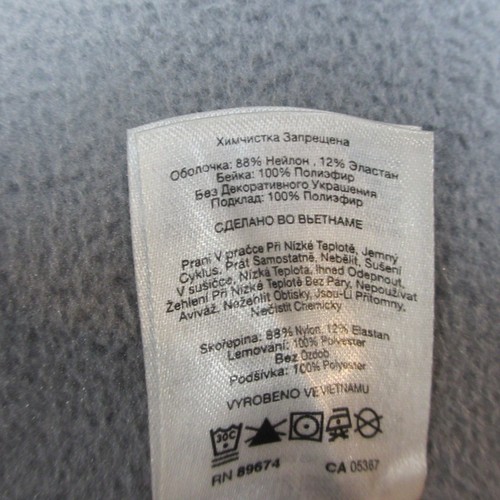 Химчистка Запрещена
Оболочка: 88% Нейлон , 12% Эластан
Бейка: 100% Полиэфир
Без Декоративного Украшения
Подклад: 100% Полиэфир
СДЕЛАНО ВО ВЬЕТНАМЕ
Praní V pračce Při Nízké Teplotě, Jemný
Cyklus, Prát Samostatně, Nebělit, Sušení
V sušičce, Nízká Teplota, Ihned Odepnout,
Žehlení Při Nízké Teplotě Bez Páry, Nepoužívat
Aviváž. Nežehlit Obtisky, Jsou-Li Přítomny,
Nečistit Chemicky
Skořepina: 88% Nylon, 12% Elastan
Lemování: 100% Polyester
Bez Ozdob
Podšívka: 100% Polyester
VYROBENO VE VIETNAMU
30C
RN 89674 CA 05367